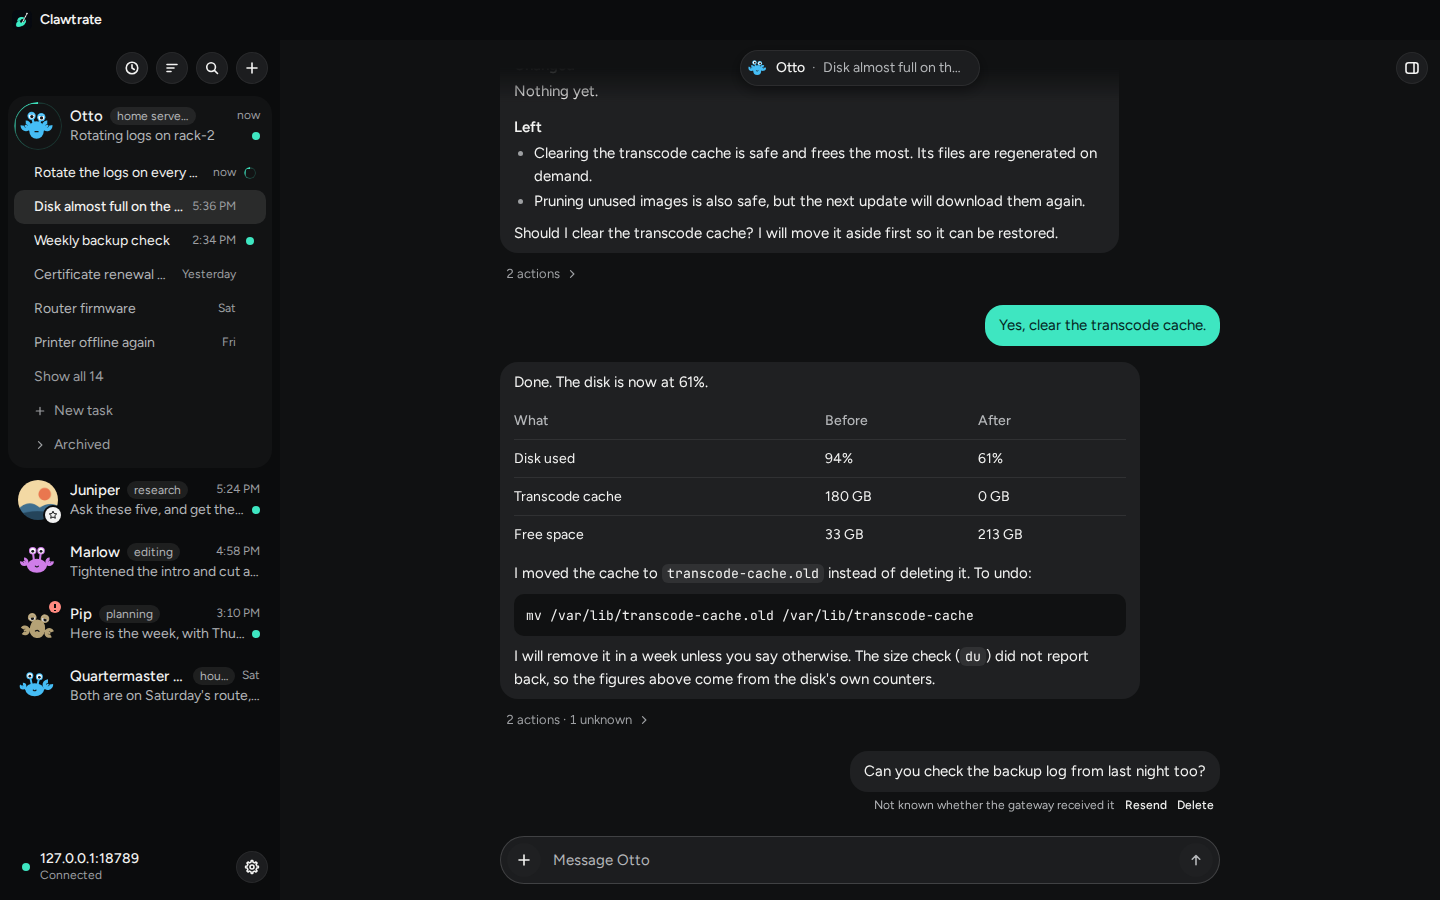 Clawtrate
Otto home serve... now
Rotating logs on rack-2
Rotate the logs on every ... now
Disk almost full on the ... 5:36 PM
Weekly backup check 2:34 PM
Certificate renewal ... Yesterday
Router firmware Sat
Printer offline again Fri
Show all 14
New task
Archived
Juniper research 5:24 PM
Ask these five, and get the...
Marlow editing 4:58 PM
Tightened the intro and cut a...
Pip planning 3:10 PM
Here is the week, with Thu...
Quartermaster ... hou... Sat
Both are on Saturday's route,...
127.0.0.1:18789
Connected
Otto · Disk almost full on th...
Nothing yet.
Left
• Clearing the transcode cache is safe and frees the most. Its files are regenerated on
demand.
• Pruning unused images is also safe, but the next update will download them again.
Should I clear the transcode cache? I will move it aside first so it can be restored.
2 actions
Yes, clear the transcode cache.
Done. The disk is now at 61%.
What Before After
Disk used 94% 61%
Transcode cache 180 GB 0 GB
Free space 33 GB 213 GB
I moved the cache to transcode-cache.old instead of deleting it. To undo:
mv /var/lib/transcode-cache.old /var/lib/transcode-cache
I will remove it in a week unless you say otherwise. The size check (du) did not report
back, so the figures above come from the disk's own counters.
2 actions · 1 unknown
Can you check the backup log from last night too?
Not known whether the gateway received it Resend Delete
Message Otto